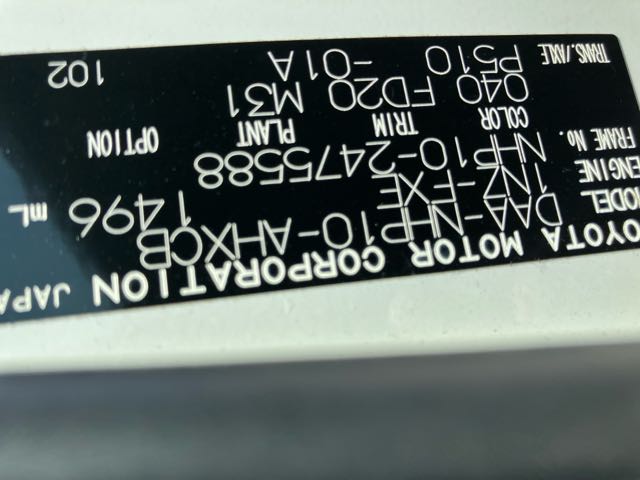 TOYOTA MOTOR CORPORATION JAPA
MODEL DAA-NHP10-AHXCB
ENGINE 1NZ-FXE 1496 mL
FRAME No. NHP10-2475588
COLOR TRIM PLANT OPTION
040 FD20 M31
TRANS./AXLE P510 -01A 102